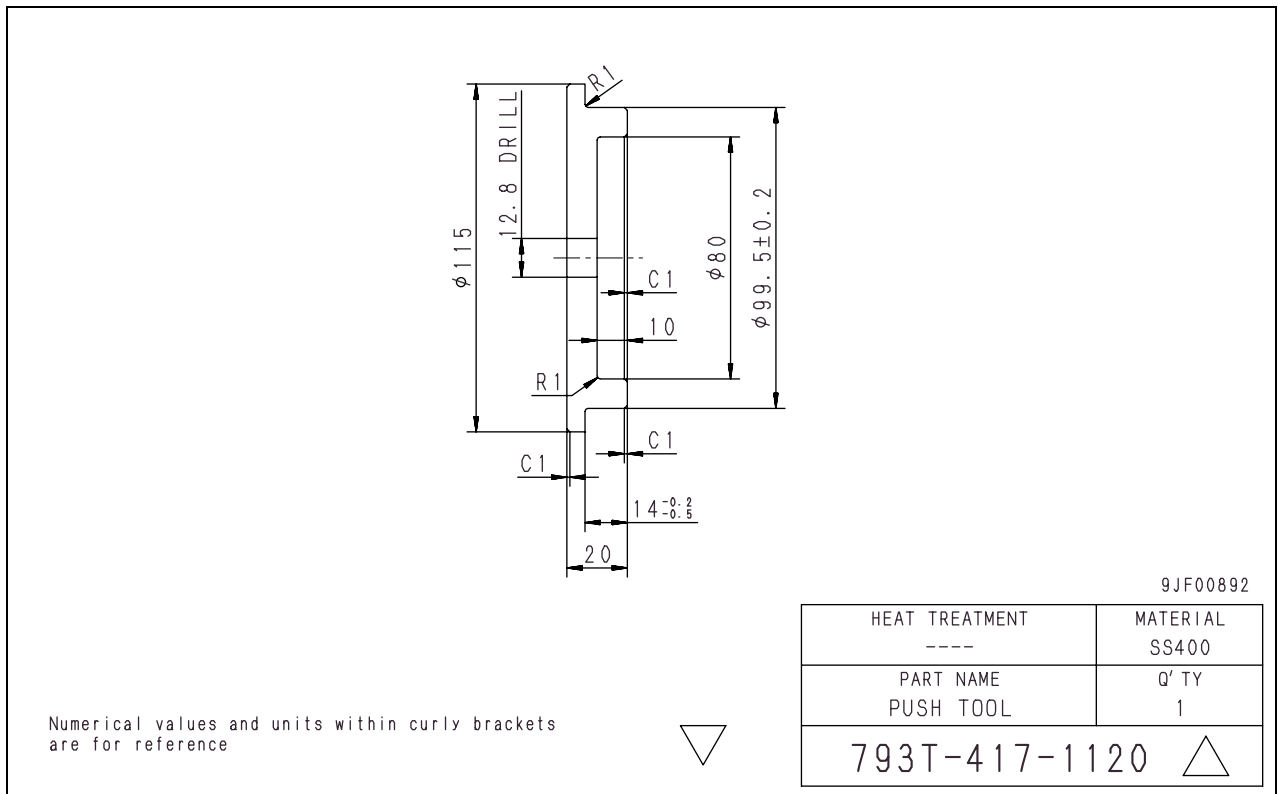 R1
12.8 DRILL
φ115
C1
φ80
φ99.5±0.2
10
R1
C1
C1
14 -0.2 -0.5
20
9JF00892
HEAT TREATMENT
----
MATERIAL
SS400
PART NAME
PUSH TOOL
Q'TY
1
793T-417-1120
Numerical values and units within curly brackets
are for reference